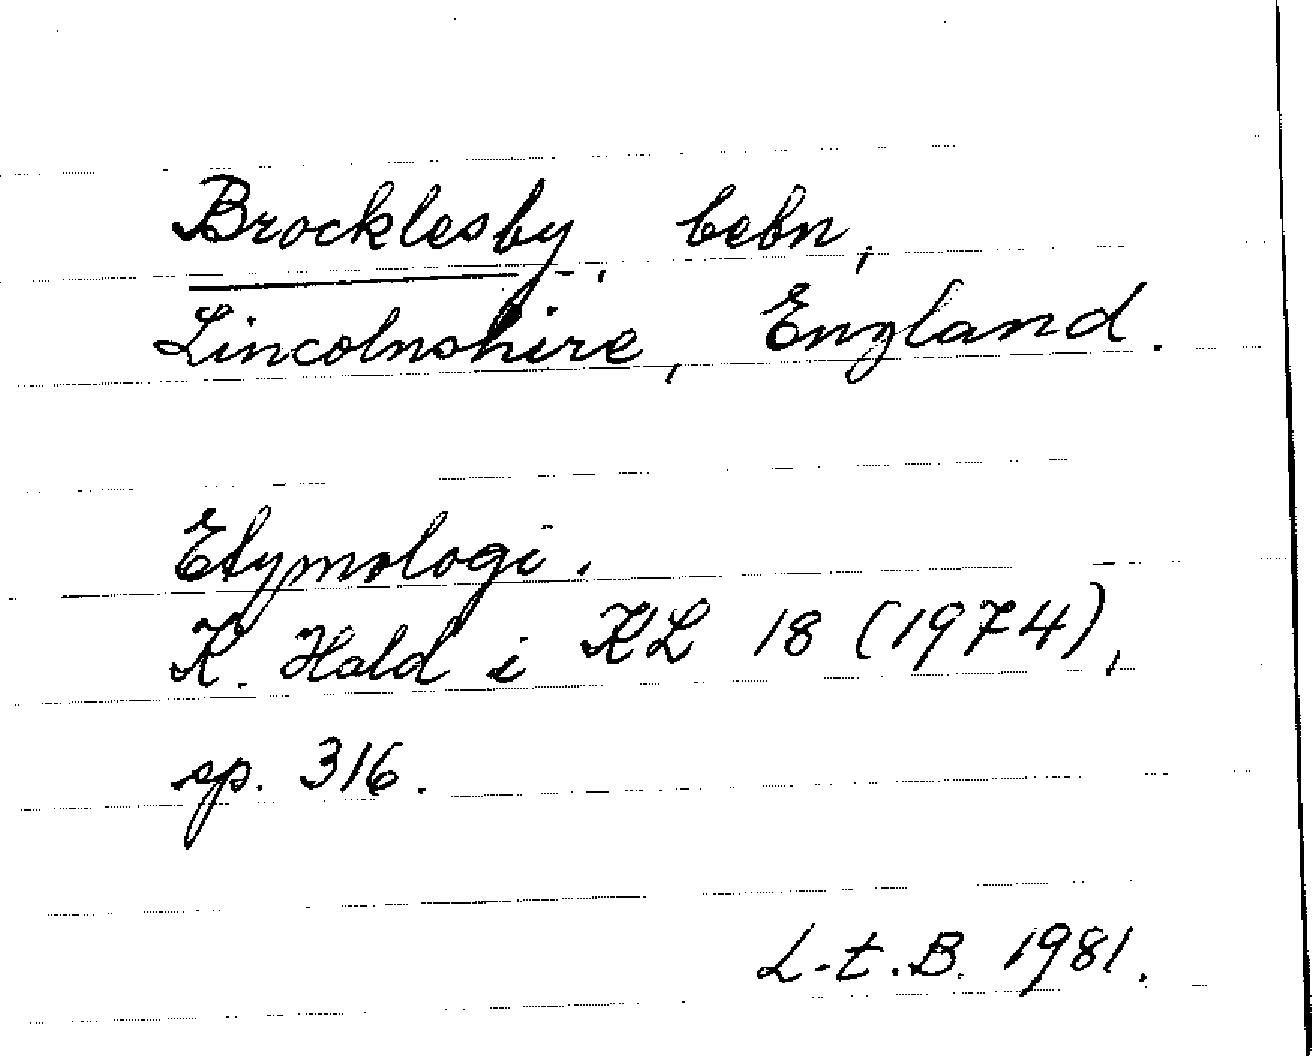 Brocklesby, bebn,
Lincolnshire, England.
Etymologi.
K. Hald i KL 18 (1974),
sp. 316.
L-t.B. 1981.